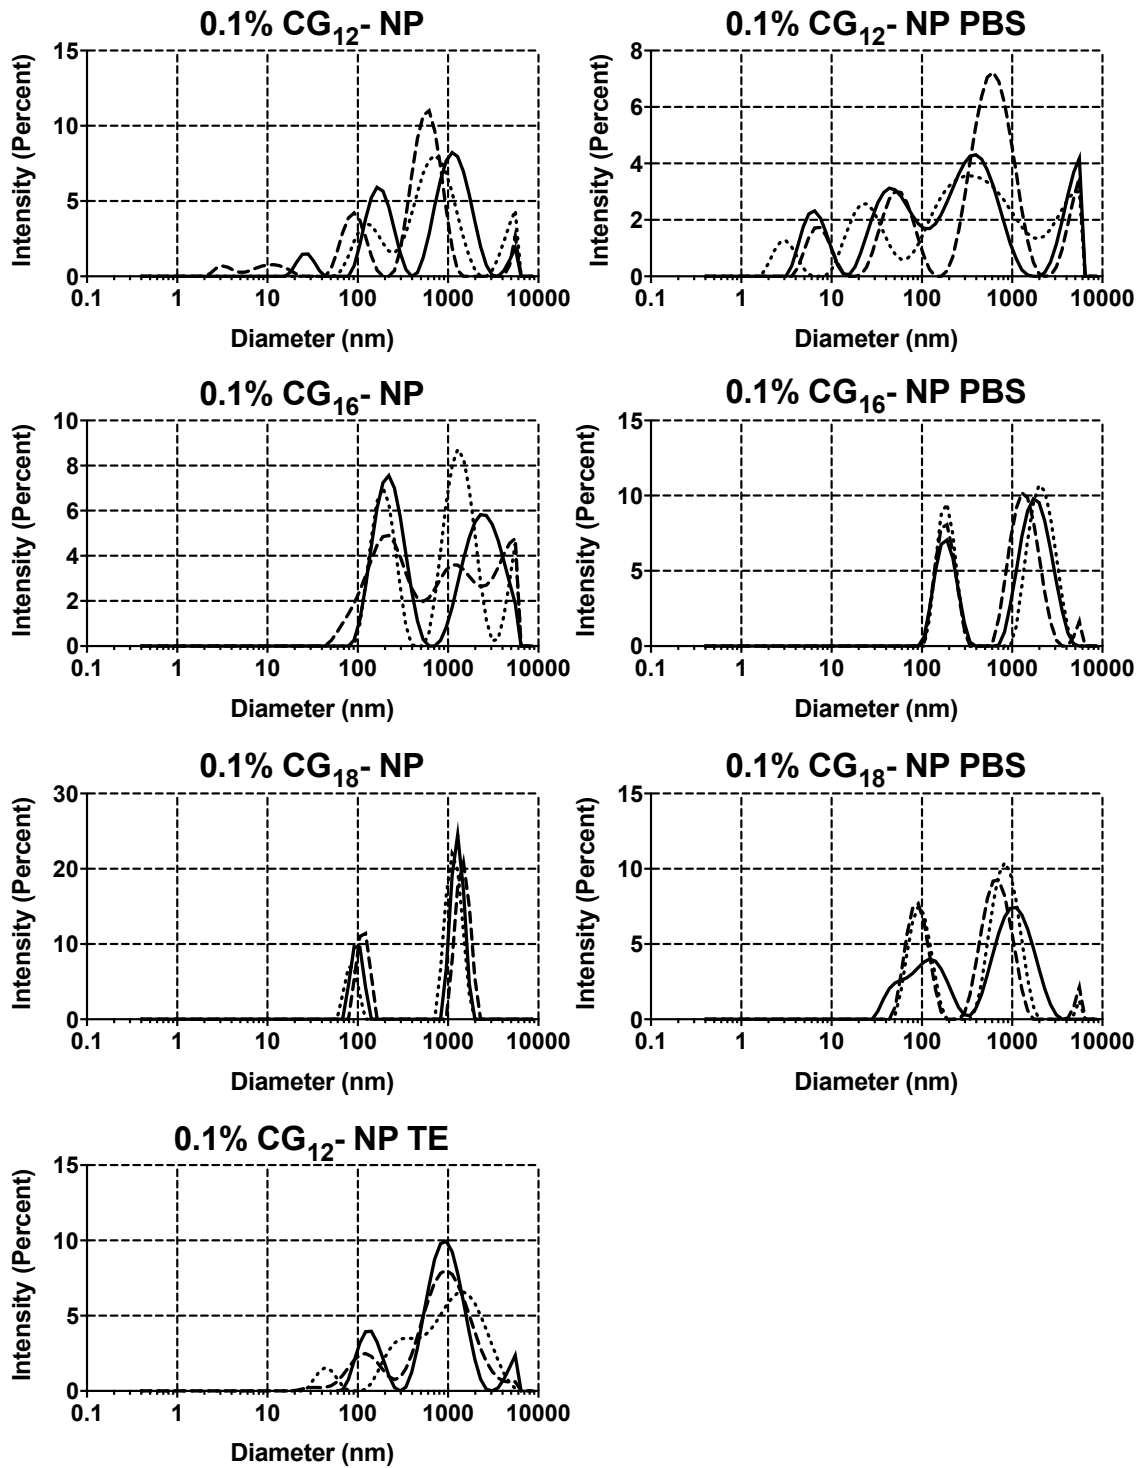 0.1% CG₁₂- NP
Intensity (Percent)
15
10
5
0
0.1 1 10 100 1000 10000
Diameter (nm)
0.1% CG₁₂- NP PBS
Intensity (Percent)
8
6
4
2
0
0.1 1 10 100 1000 10000
Diameter (nm)
0.1% CG₁₆- NP
Intensity (Percent)
10
8
6
4
2
0
0.1 1 10 100 1000 10000
Diameter (nm)
0.1% CG₁₆- NP PBS
Intensity (Percent)
15
10
5
0
0.1 1 10 100 1000 10000
Diameter (nm)
0.1% CG₁₈- NP
Intensity (Percent)
30
20
10
0
0.1 1 10 100 1000 10000
Diameter (nm)
0.1% CG₁₈- NP PBS
Intensity (Percent)
15
10
5
0
0.1 1 10 100 1000 10000
Diameter (nm)
0.1% CG₁₂- NP TE
Intensity (Percent)
15
10
5
0
0.1 1 10 100 1000 10000
Diameter (nm)